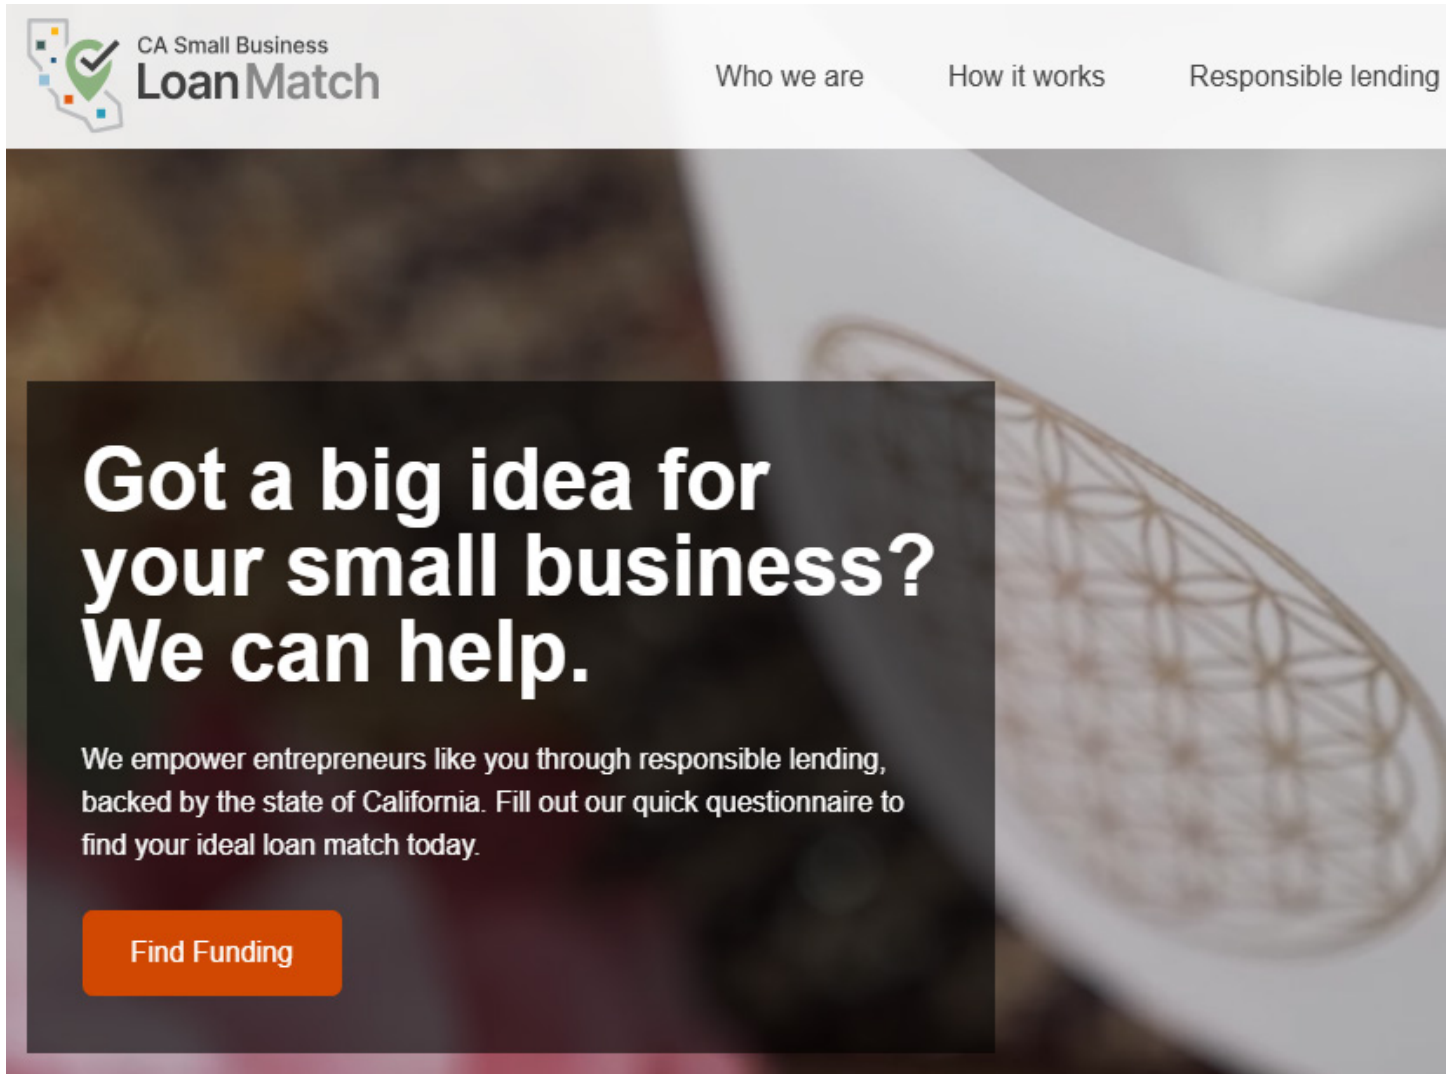 CA Small Business
LoanMatch
Who we are
How it works
Responsible lending
Got a big idea for
your small business?
We can help.
We empower entrepreneurs like you through responsible lending,
backed by the state of California. Fill out our quick questionnaire to
find your ideal loan match today.
Find Funding